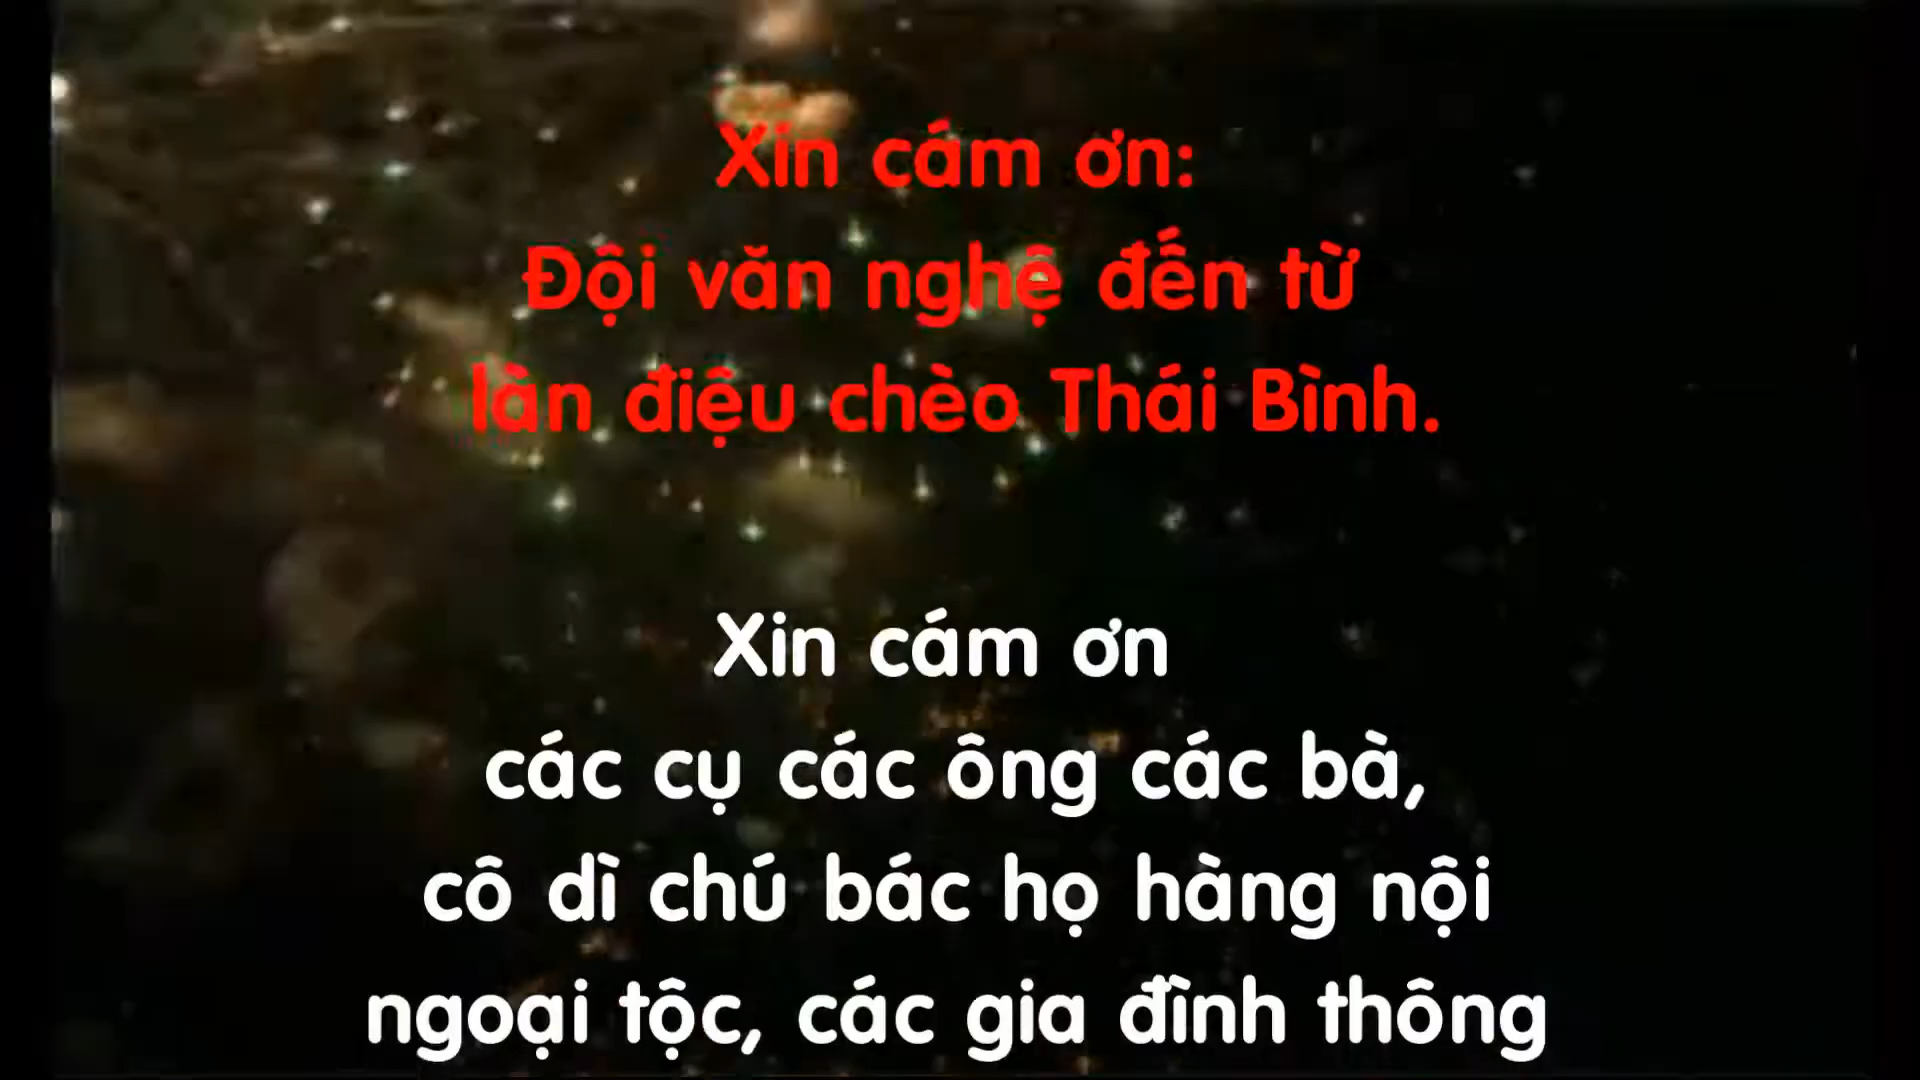 Xin cám ơn:
Đội văn nghệ đến từ
làn điệu chèo Thái Bình.
Xin cám ơn
các cụ các ông các bà,
cô dì chú bác họ hàng nội
ngoại tộc, các gia đình thông